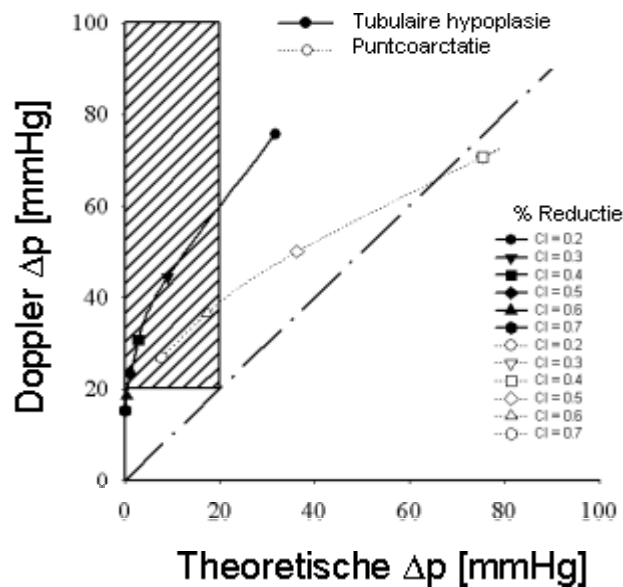 Tubulaire hypoplasie
Puntcoarctatie
100
80
60
40
20
0
Doppler Δp [mmHg]
% Reductie
CI = 0.2
CI = 0.3
CI = 0.4
CI = 0.5
CI = 0.6
CI = 0.7
CI = 0.2
CI = 0.3
CI = 0.4
CI = 0.5
CI = 0.6
CI = 0.7
0 20 40 60 80 100
Theoretische Δp [mmHg]